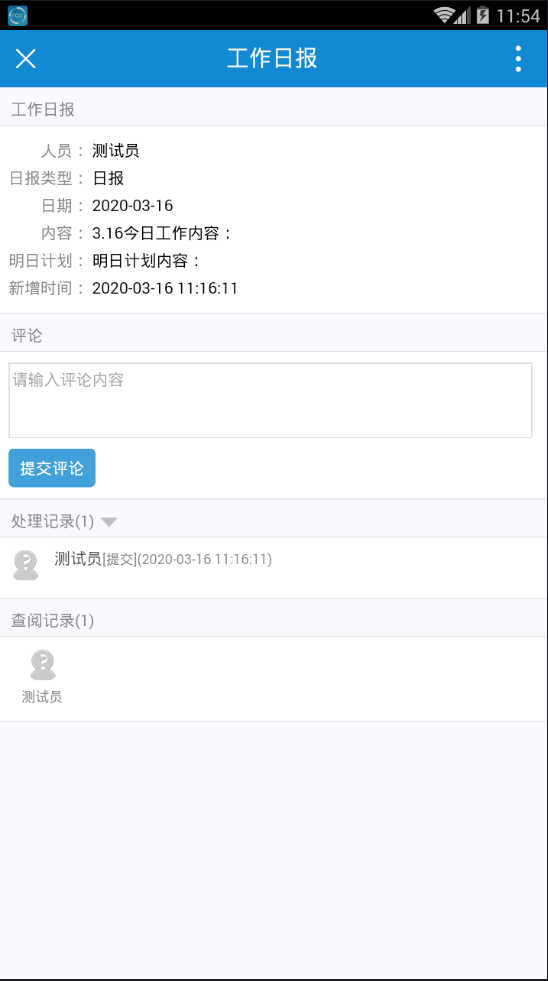 11:54
工作日报
工作日报
人员：测试员
日报类型：日报
日期：2020-03-16
内容：3.16今日工作内容：
明日计划：明日计划内容：
新增时间：2020-03-16 11:16:11
评论
请输入评论内容
提交评论
处理记录(1)
测试员[提交](2020-03-16 11:16:11)
查阅记录(1)
测试员